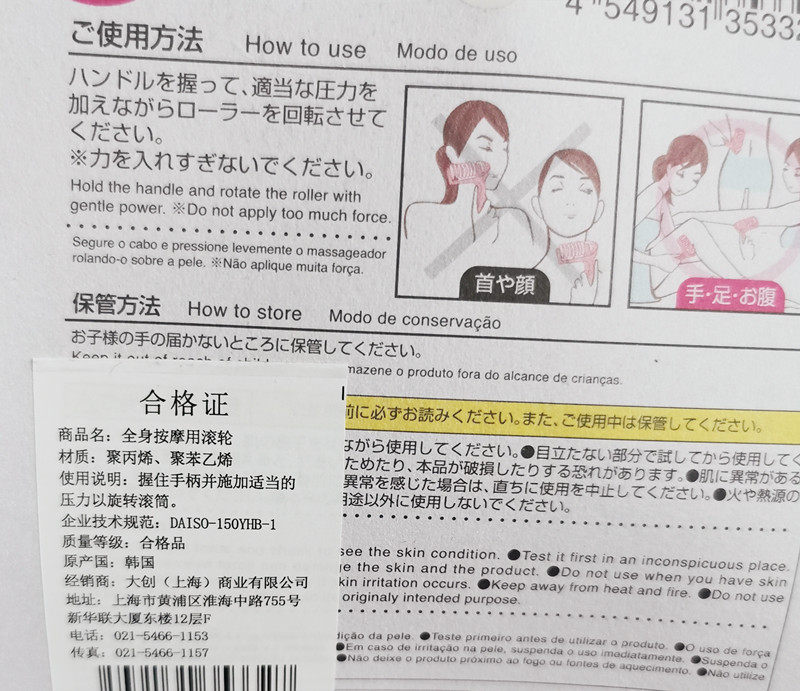 4 549131 35332
ご使用方法 How to use Modo de uso
ハンドルを握って、適当な圧力を
加えながらローラーを回転させて
ください。
※力を入れすぎないでください。
Hold the handle and rotate the roller with
gentle power. ※Do not apply too much force.
Segure o cabo e pressione levemente o massageador
rolando-o sobre a pele. ※Não aplique muita força.
首や顔
手・足・お腹
保管方法 How to store Modo de conservação
お子様の手の届かないところに保管してください。
Keep it out of reach of
mazene o produto fora do alcance de crianças.
前に必ずお読みください。また、ご使用中は保管してください。
ながら使用してください。●目立たない部分で試してから使用してく
ためたり、本品が破損したりする恐れがあります。●肌に異常がある
異常を感じた場合は、直ちに使用を中止してください。●火や熱源の
用途以外に使用しないでください。
see the skin condition. ●Test it first in an inconspicuous place.
ge the skin and the product. ●Do not use when you have skin
kin irritation occurs. ●Keep away from heat and fire. ●Do not use
originaly intended purpose.
dição da pele. ●Teste primeiro antes de utilizar o produto. ●O uso de força
●Em caso de irritação na pele, suspenda o uso imadiatamente. ●Suspenda o
●Não deixe o produto próximo ao fogo ou fontes de aquecimento. ●Não utilize
合格证
商品名：全身按摩用滚轮
材质：聚丙烯、聚苯乙烯
使用说明：握住手柄并施加适当的
压力以旋转滚筒。
企业技术规范：DAISO-150YHB-1
质量等级：合格品
原产国：韩国
经销商：大创（上海）商业有限公司
地址：上海市黄浦区淮海中路755号
新华联大厦东楼12层F
电话：021-5466-1153
传真：021-5466-1157